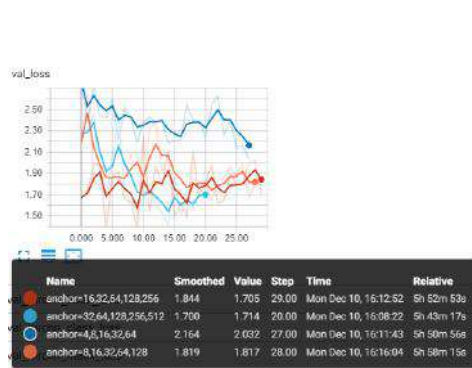 val_loss
2.50
2.30
2.10
1.90
1.70
1.50
0.000 5.000 10.00 15.00 20.00 25.00
Name Smoothed Value Step Time Relative
anchor=16,32,64,128,256 1.844 1.705 29.00 Mon Dec 10, 16:12:52 5h 52m 53s
anchor=32,64,128,256,512 1.700 1.714 20.00 Mon Dec 10, 16:08:22 5h 43m 17s
anchor=4,8,16,32,64 2.164 2.032 27.00 Mon Dec 10, 16:11:43 5h 50m 56s
anchor=8,16,32,64,128 1.819 1.817 28.00 Mon Dec 10, 16:16:04 5h 58m 15s